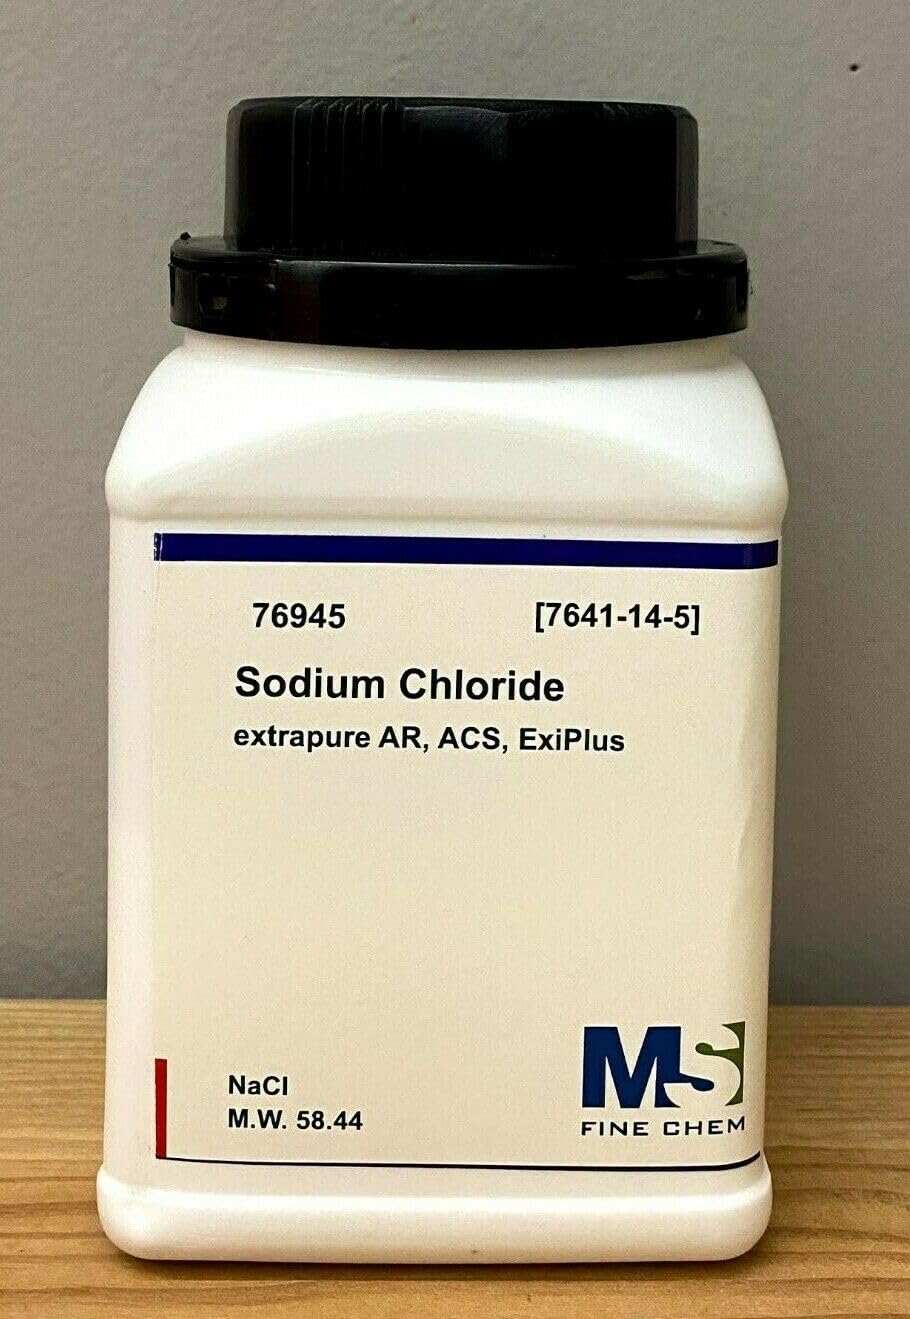 76945 [7641-14-5]
Sodium Chloride
extrapure AR, ACS, ExiPlus
NaCl
M.W. 58.44
MS
FINE CHEM